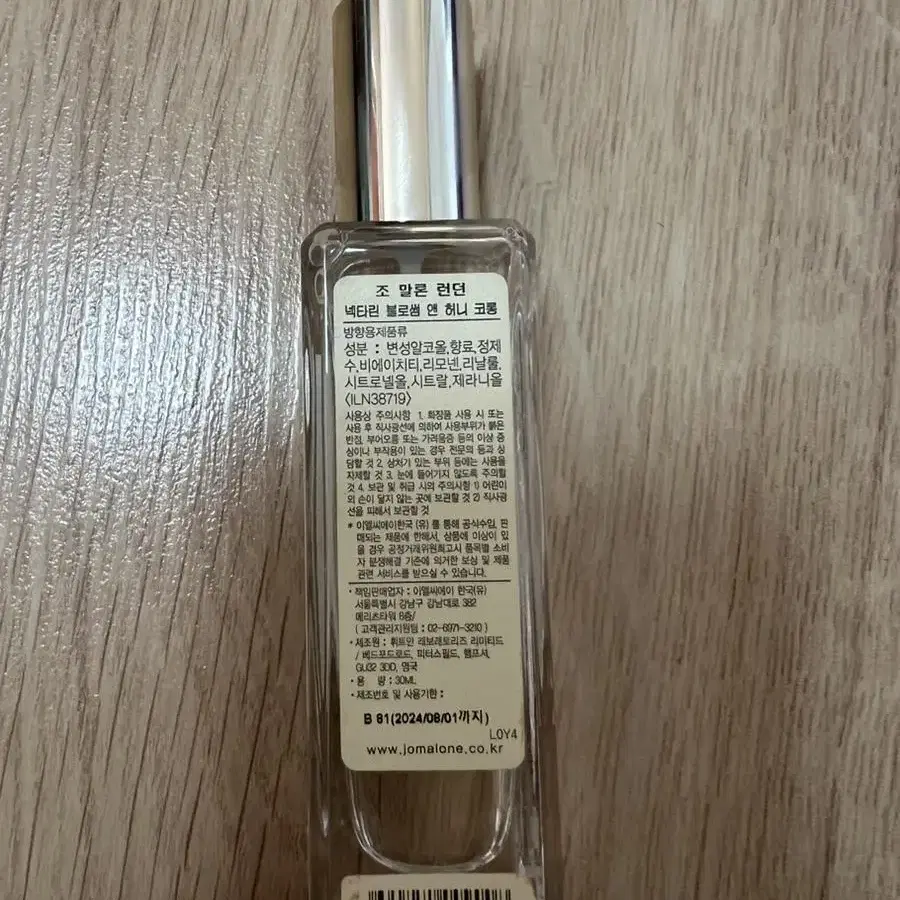 조 말론 런던
넥타린 블로썸 앤 허니 코롱
방향용제품류
성분 : 변성알코올,향료,정제
수,비에이치티,리모넨,리날룰,
시트로넬올,시트랄,제라니올
〈ILN38719〉
사용상 주의사항 1. 화장품 사용 시 또는
사용 후 직사광선에 의하여 사용부위가 붉은
반점, 부어오름 또는 가려움증 등의 이상 증
상이나 부작용이 있는 경우 전문의 등과 상
담할 것 2. 상처가 있는 부위 등에는 사용을
자제할 것 3. 눈에 들어가지 않도록 주의할
것 4. 보관 및 취급 시의 주의사항 1) 어린이
의 손이 닿지 않는 곳에 보관할 것 2) 직사광
선을 피해서 보관할 것
* 이엘씨에이한국 (유) 를 통해 공식수입, 판
매되는 제품에 한해서, 상품에 이상이 있
을 경우 공정거래위원회고시 품목별 소비
자 분쟁해결 기준에 의거한 보상 및 제품
관련 서비스를 받으실 수 있습니다.
• 책임판매업자 : 이엘씨에이 한국(유)
서울특별시 강남구 강남대로 382
메리츠타워 6층/
( 고객관리지원팀 : 02-6971-3210 )
• 제조원 : 휘트먼 래보래토리즈 리미티드
/ 베드포드로드, 피터스필드, 햄프셔,
GU32 3DD, 영국
• 용 량 : 30ML
• 제조번호 및 사용기한 :
B 81(2024/08/01까지)
L0Y4
www.jomalone.co.kr